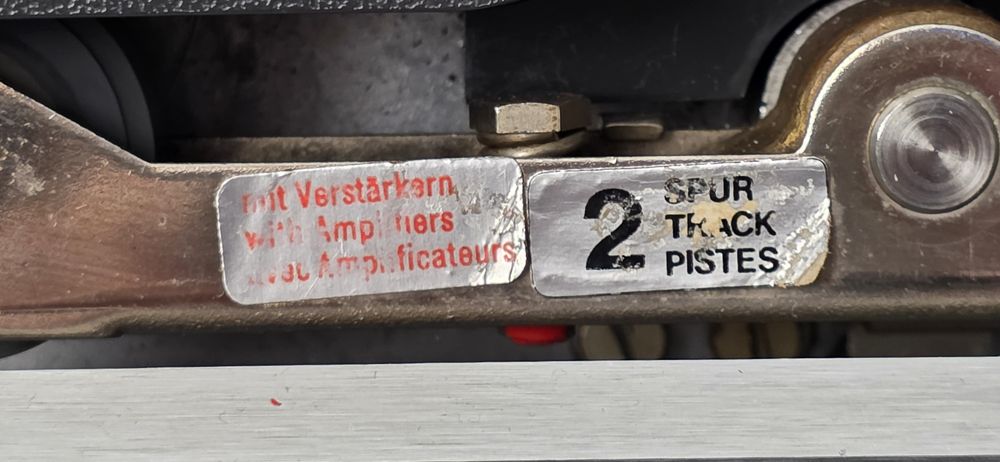 mit Verstärkern
with Amplifiers
avec Amplificateurs
2
SPUR
TRACK
PISTES